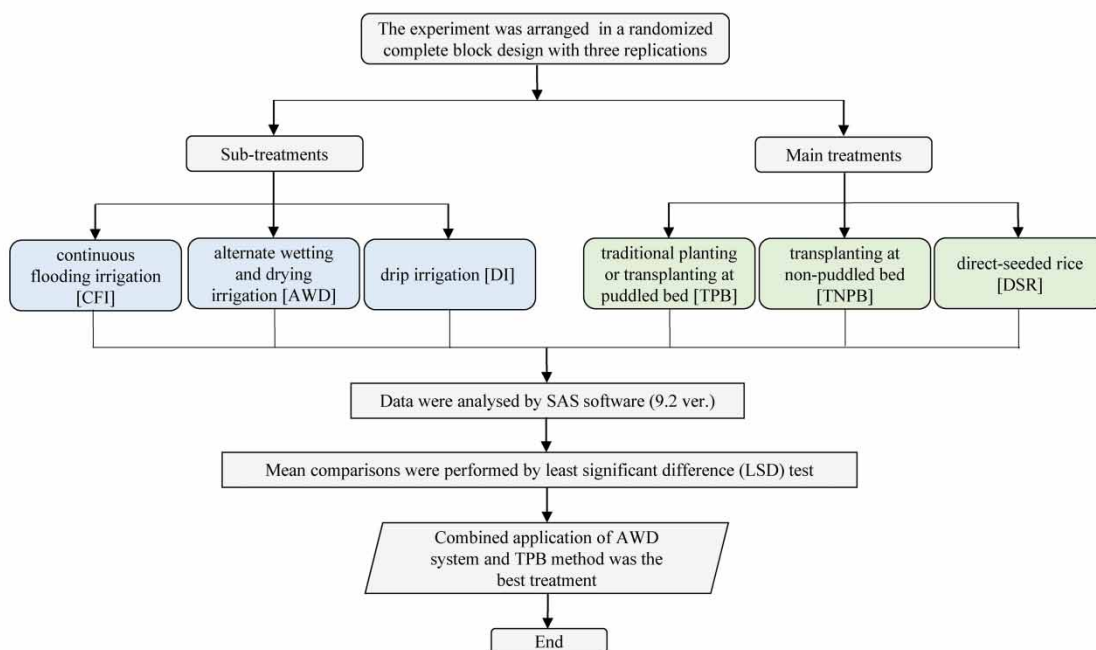 The experiment was arranged in a randomized
complete block design with three replications
Sub-treatments
Main treatments
continuous
flooding irrigation
[CFI]
alternate wetting
and drying
irrigation [AWD]
drip irrigation [DI]
traditional planting
or transplanting at
puddled bed [TPB]
transplanting at
non-puddled bed
[TNPB]
direct-seeded rice
[DSR]
Data were analysed by SAS software (9.2 ver.)
Mean comparisons were performed by least significant difference (LSD) test
Combined application of AWD
system and TPB method was the
best treatment
End